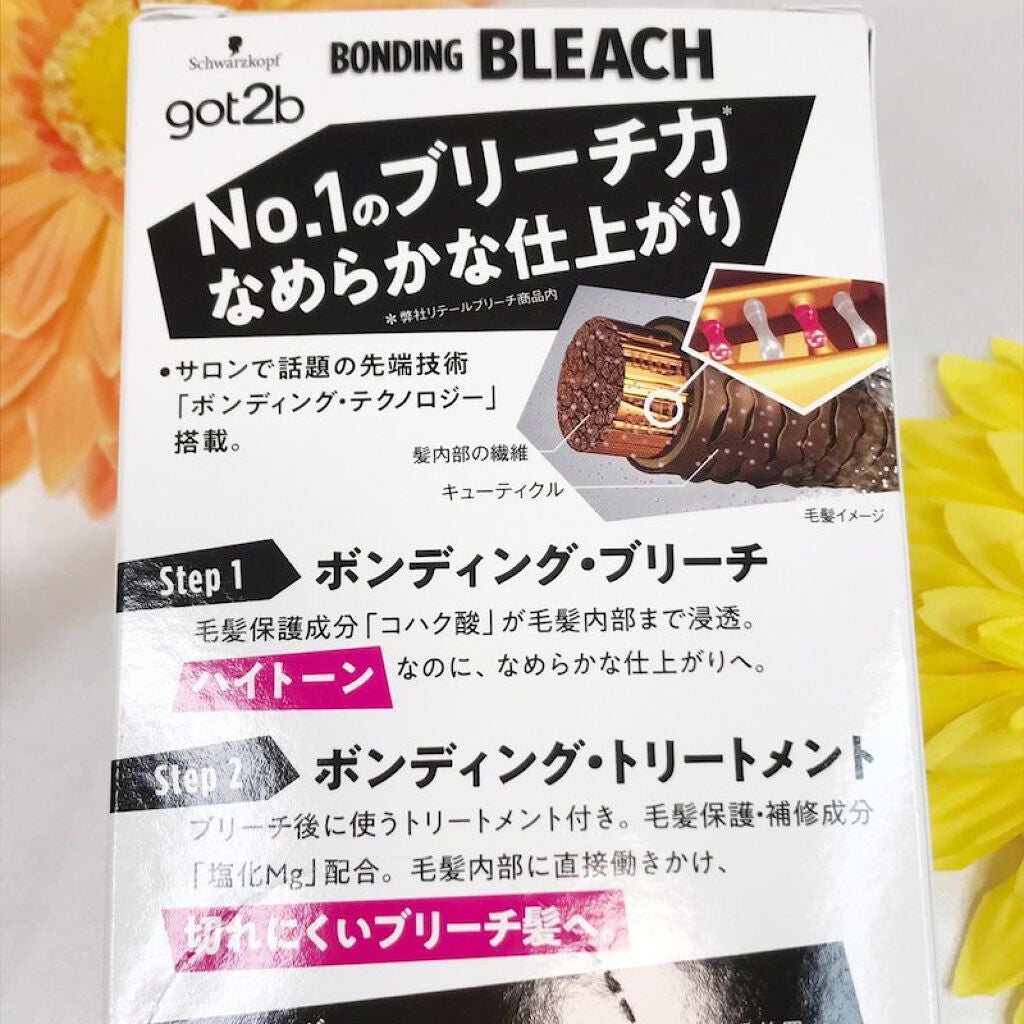 Schwarzkopf
got2b
BONDING BLEACH
No.1のブリーチ力*
なめらかな仕上がり
*弊社リテールブリーチ商品内
•サロンで話題の先端技術
「ボンディング・テクノロジー」
搭載。
髪内部の繊維
キューティクル
毛髪イメージ
Step 1 ボンディング・ブリーチ
毛髪保護成分「コハク酸」が毛髪内部まで浸透。
ハイトーン なのに、なめらかな仕上がりへ。
Step 2 ボンディング・トリートメント
ブリーチ後に使うトリートメント付き。毛髪保護・補修成分
「塩化Mg」配合。毛髪内部に直接働きかけ、
切れにくいブリーチ髪へ。